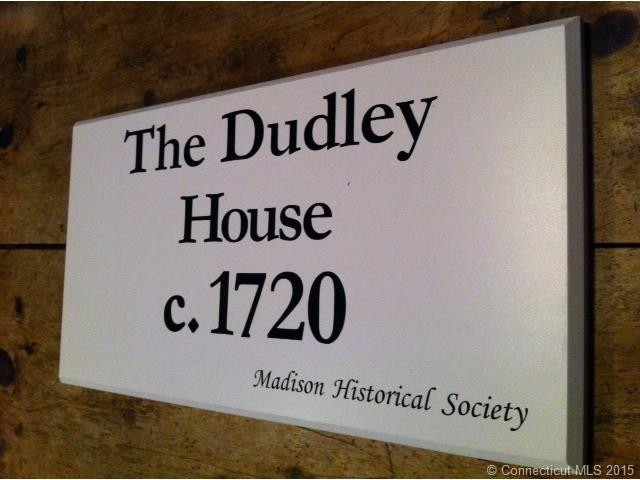 The Dudley
House
c. 1720
Madison Historical Society
© Connecticut MLS 2015